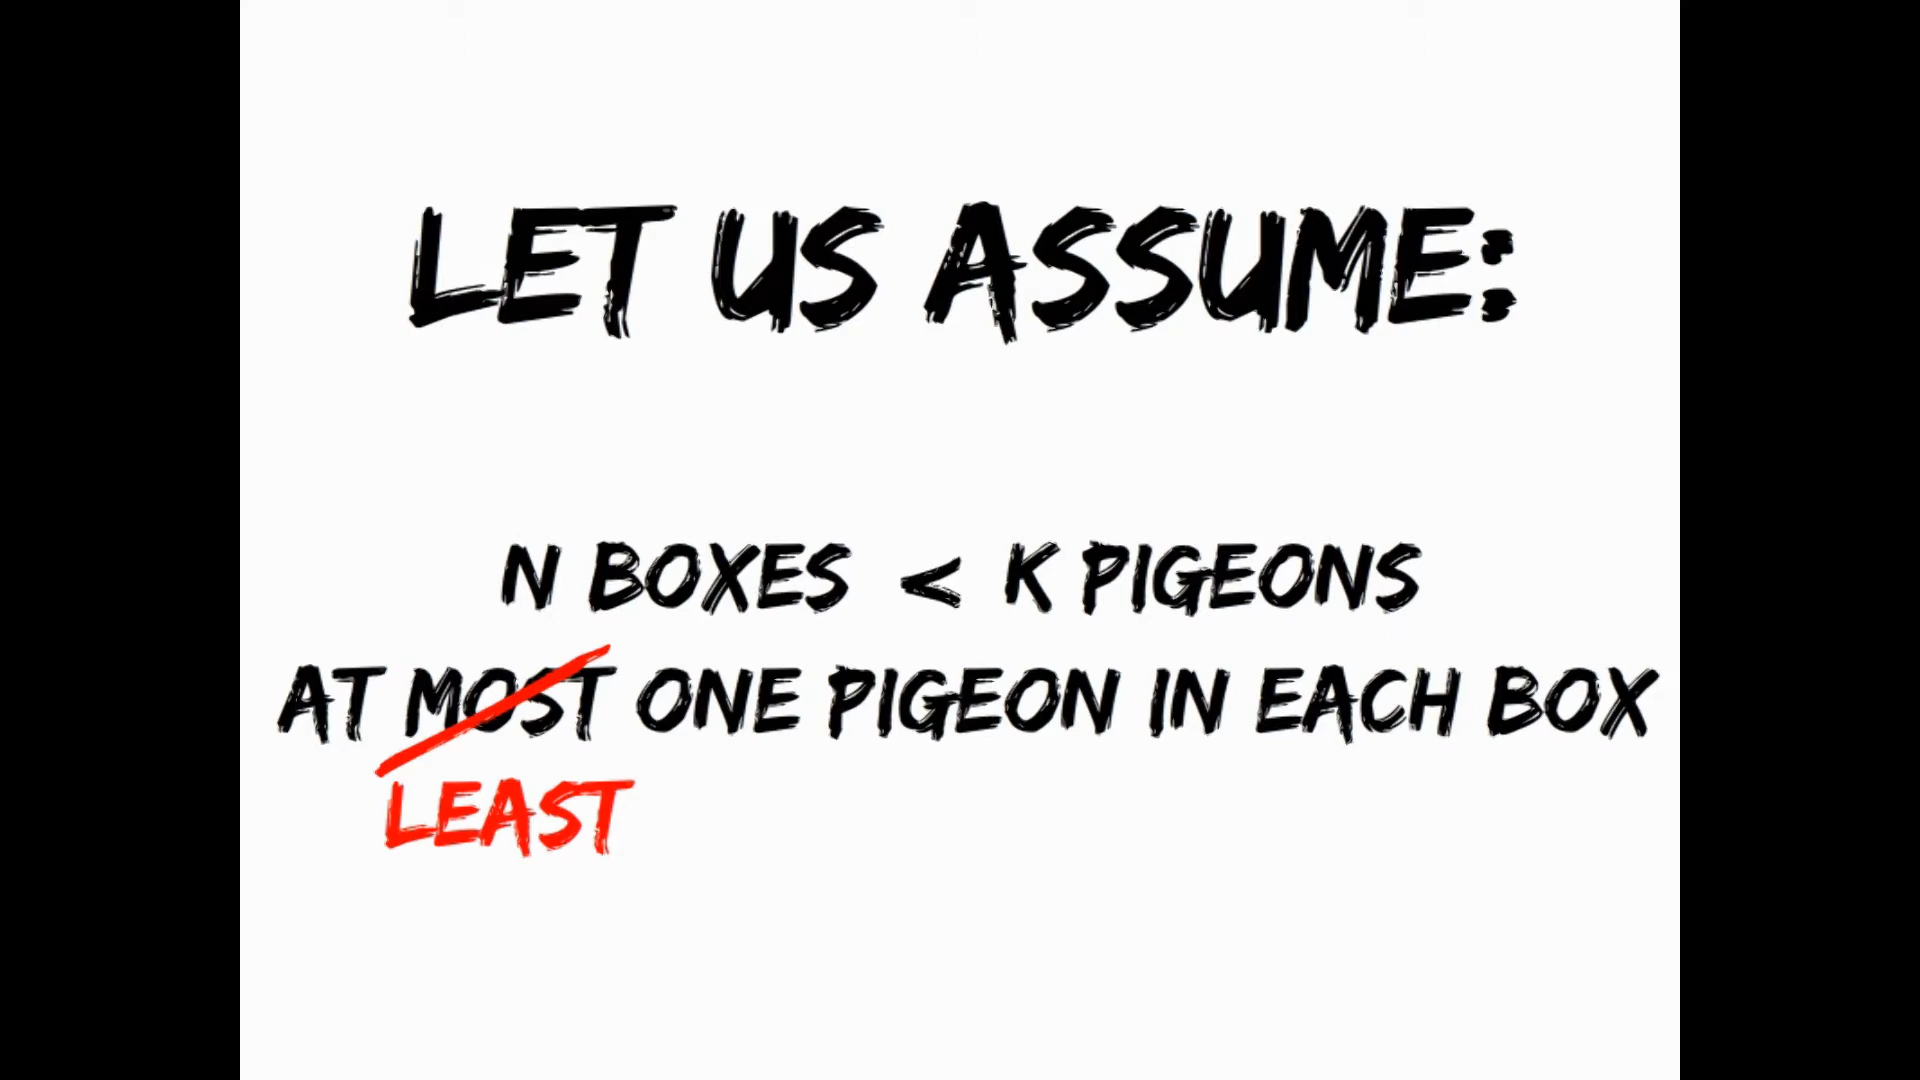 LET US ASSUME:
N BOXES < K PIGEONS
AT MOST ONE PIGEON IN EACH BOX
LEAST